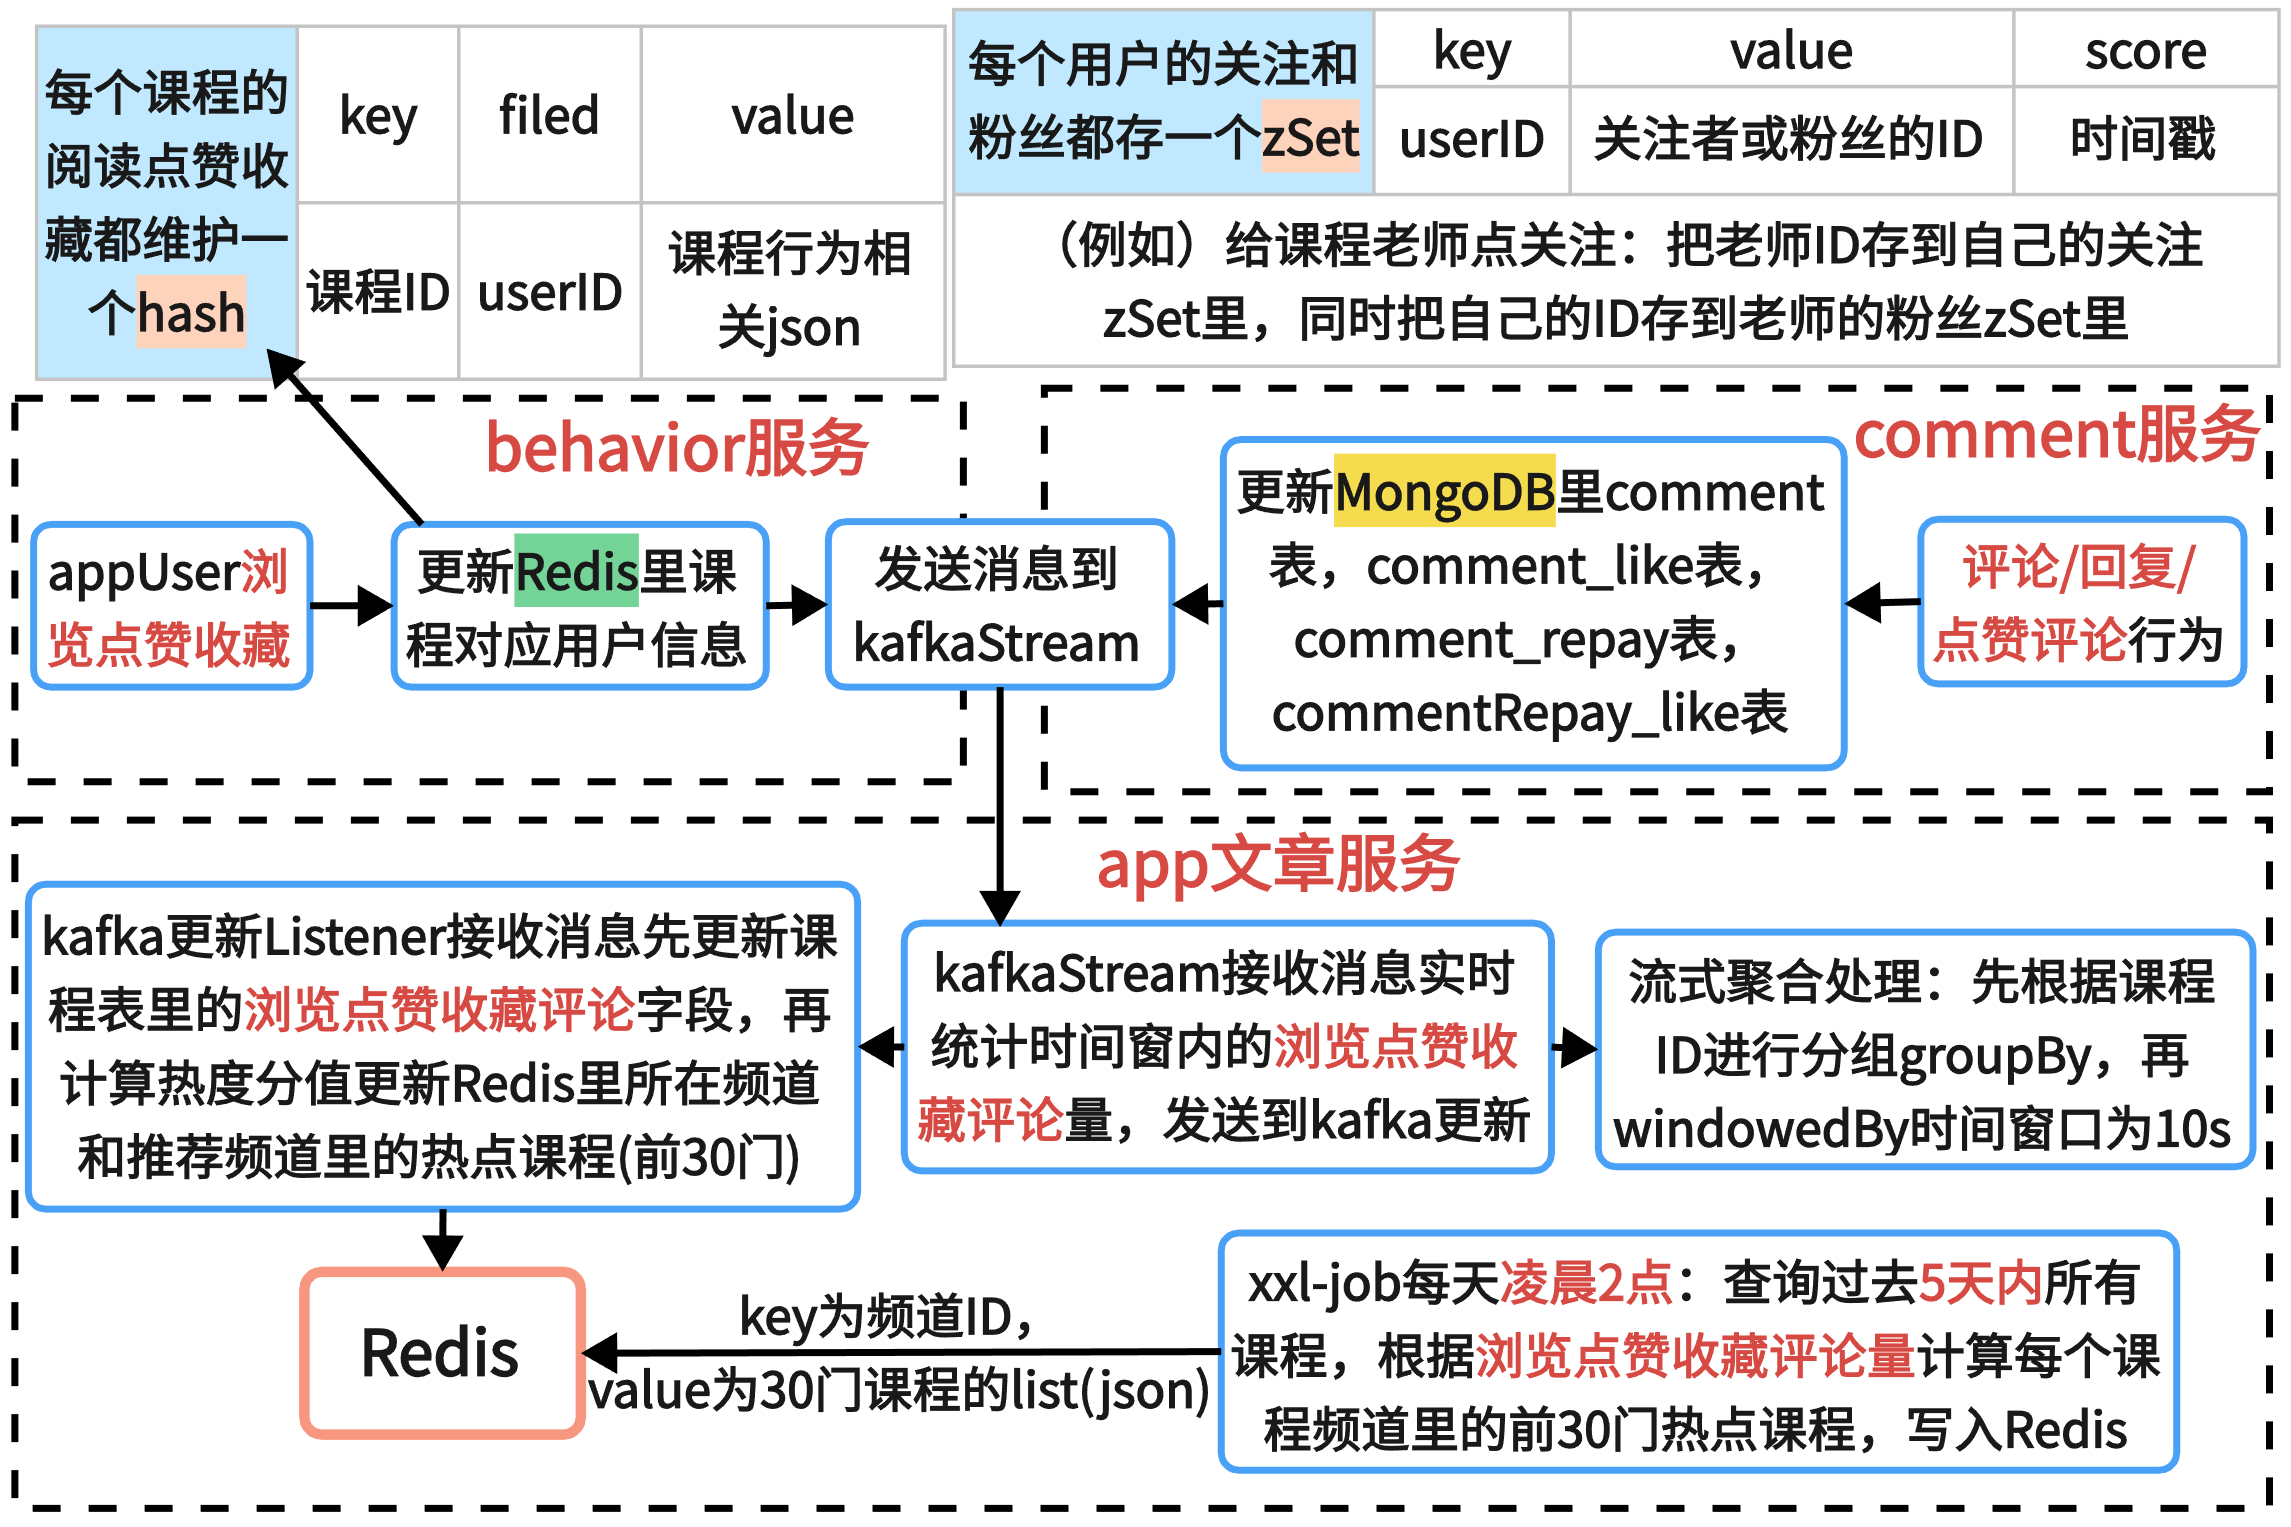 每个课程的
阅读点赞收
藏都维护一
个hash
key
filed
value
课程ID
userID
课程行为相
关json
每个用户的关注和
粉丝都存一个zSet
key
value
score
userID
关注者或粉丝的ID
时间戳
（例如）给课程老师点关注：把老师ID存到自己的关注
zSet里，同时把自己的ID存到老师的粉丝zSet里
behavior服务
appUser浏
览点赞收藏
更新Redis里课
程对应用户信息
发送消息到
kafkaStream
comment服务
更新MongoDB里comment
表，comment_like表，
comment_repay表，
commentRepay_like表
评论/回复/
点赞评论行为
app文章服务
kafka更新Listener接收消息先更新课
程表里的浏览点赞收藏评论字段，再
计算热度分值更新Redis里所在频道
和推荐频道里的热点课程(前30门)
kafkaStream接收消息实时
统计时间窗内的浏览点赞收
藏评论量，发送到kafka更新
流式聚合处理：先根据课程
ID进行分组groupBy，再
windowedBy时间窗口为10s
Redis
key为频道ID，
value为30门课程的list(json)
xxl-job每天凌晨2点：查询过去5天内所有
课程，根据浏览点赞收藏评论量计算每个课
程频道里的前30门热点课程，写入Redis